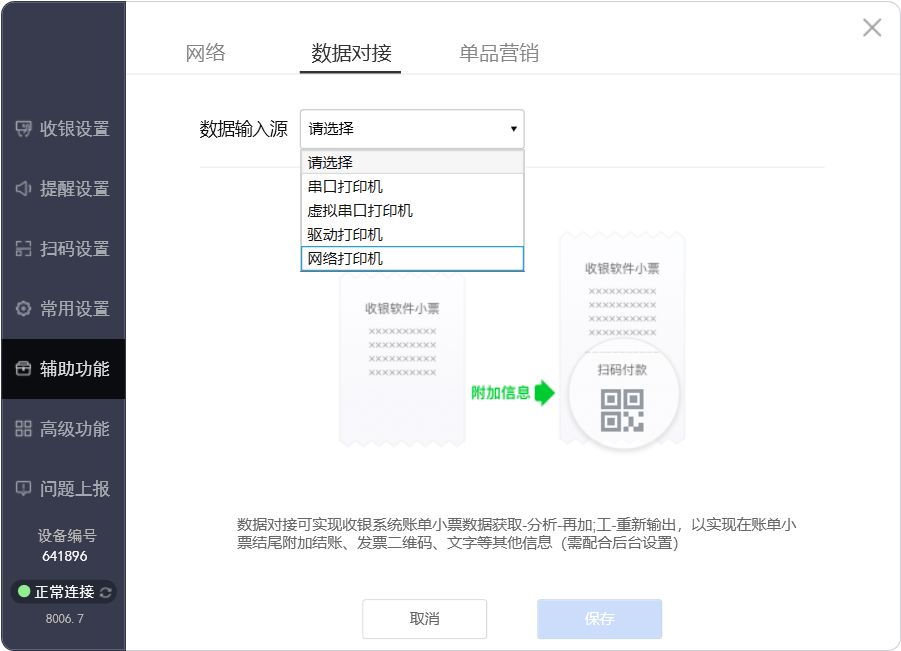 网络
数据对接
单品营销
收银设置
提醒设置
扫码设置
常用设置
辅助功能
高级功能
问题上报
设备编号
641896
正常连接
8006.7
数据输入源
请选择
请选择
串口打印机
虚拟串口打印机
驱动打印机
网络打印机
收银软件小票
××××××××××
××××××××××
××××××××××
××××××××××
附加信息
收银软件小票
××××××××××
××××××××××
××××××××××
××××××××××
扫码付款
数据对接可实现收银系统账单小票数据获取-分析-再加;工-重新输出，以实现在账单小
票结尾附加结账、发票二维码、文字等其他信息（需配合后台设置）
取消
保存